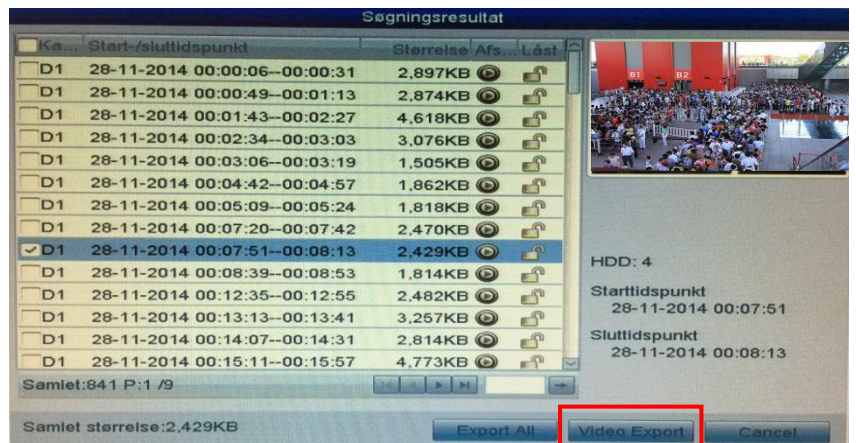 Søgningsresultat
Ka... Start-/sluttidspunkt Størrelse Afs... Låst
D1 28-11-2014 00:00:06--00:00:31 2,897KB
D1 28-11-2014 00:00:49--00:01:13 2,874KB
D1 28-11-2014 00:01:43--00:02:27 4,618KB
D1 28-11-2014 00:02:34--00:03:03 3,076KB
D1 28-11-2014 00:03:06--00:03:19 1,505KB
D1 28-11-2014 00:04:42--00:04:57 1,862KB
D1 28-11-2014 00:05:09--00:05:24 1,818KB
D1 28-11-2014 00:07:20--00:07:42 2,470KB
D1 28-11-2014 00:07:51--00:08:13 2,429KB
D1 28-11-2014 00:08:39--00:08:53 1,814KB
D1 28-11-2014 00:12:35--00:12:55 2,482KB
D1 28-11-2014 00:13:13--00:13:41 3,257KB
D1 28-11-2014 00:14:07--00:14:31 2,814KB
D1 28-11-2014 00:15:11--00:15:57 4,773KB
Samlet:841 P:1 /9
B1 B2
HDD: 4
Starttidspunkt
28-11-2014 00:07:51
Sluttidspunkt
28-11-2014 00:08:13
Samlet størrelse:2,429KB
Export All
Video Export
Cancel